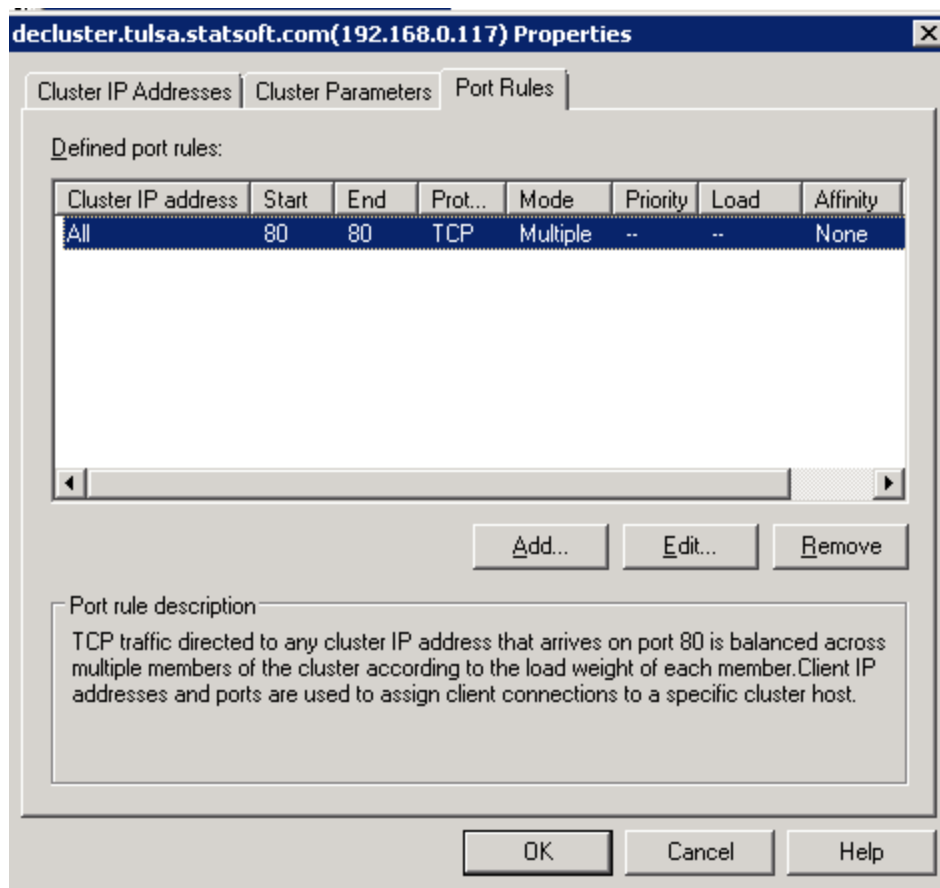 decluster.tulsa.statsoft.com(192.168.0.117) Properties
Cluster IP Addresses Cluster Parameters Port Rules
Defined port rules:
Cluster IP address Start End Prot... Mode Priority Load Affinity
All 80 80 TCP Multiple -- -- None
Add... Edit... Remove
Port rule description
TCP traffic directed to any cluster IP address that arrives on port 80 is balanced across
multiple members of the cluster according to the load weight of each member.Client IP
addresses and ports are used to assign client connections to a specific cluster host.
OK Cancel Help